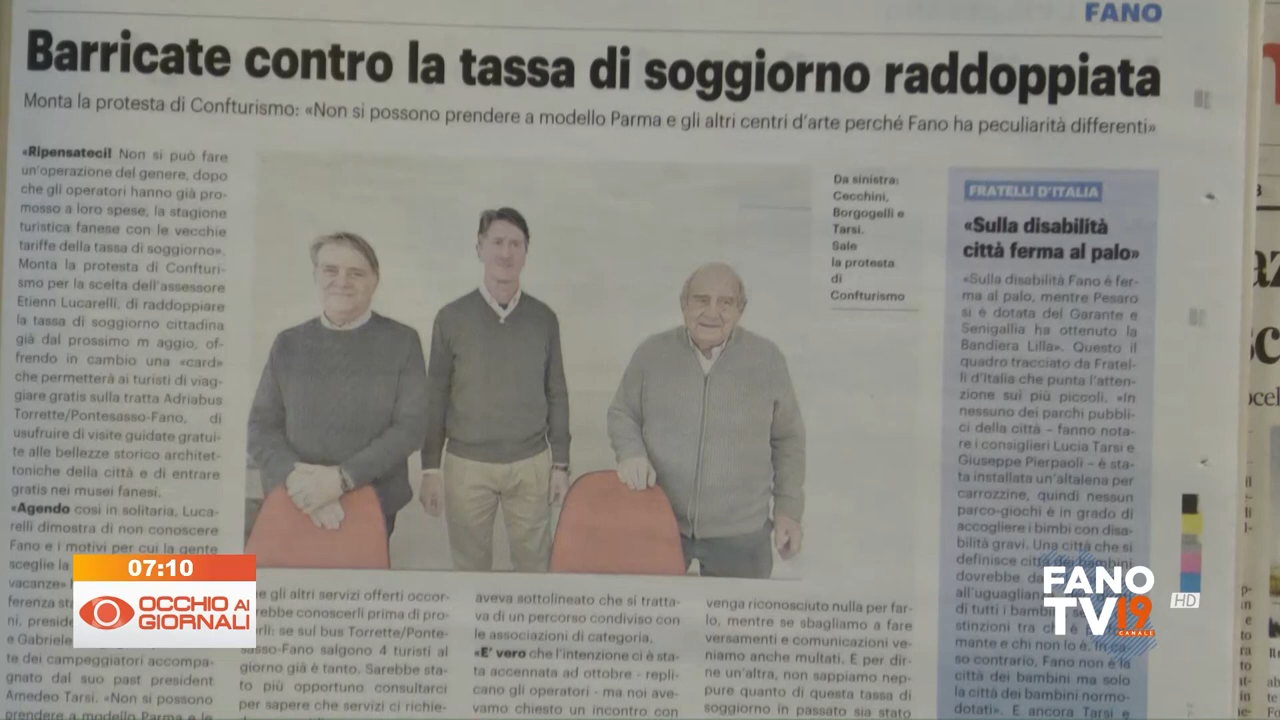 FANO
Barricate contro la tassa di soggiorno raddoppiata
Monta la protesta di Confturismo: «Non si possono prendere a modello Parma e gli altri centri d'arte perché Fano ha peculiarità differenti»
«Ripensateci! Non si può fare
un'operazione del genere, dopo
che gli operatori hanno già pro-
mosso a loro spese, la stagione
turistica fanese con le vecchie
tariffe della tassa di soggiorno».
Monta la protesta di Confturi-
smo per la scelta dell'assessore
Etienn Lucarelli, di raddoppiare
la tassa di soggiorno cittadina
già dal prossimo m aggio, of-
frendo in cambio una «card»
che permetterà ai turisti di viag-
giare gratis sulla tratta Adriabus
Torrette/Pontesasso-Fano, di
usufruire di visite guidate gratui-
te alle bellezze storico architet-
toniche della città e di entrare
gratis nei musei fanesi.
«Agendo così in solitaria, Luca-
relli dimostra di non conoscere
Fano e i motivi per cui la gente
sceglie la
vacanze»
ferenza sta
ni, preside
e Gabriele
te dei campeggiatori accompa-
gnato dal suo past president
Amedeo Tarsi. «Non si possono
prendere a modello Parma e le
he gli altri servizi offerti occor-
rebbe conoscerli prima di pro-
rli: se sul bus Torrette/Ponte-
sasso-Fano salgono 4 turisti al
giorno già è tanto. Sarebbe sta-
to più opportuno consultarci
per sapere che servizi ci richie-
aveva sottolineato che si tratta-
va di un percorso condiviso con
le associazioni di categoria.
«E' vero che l'intenzione ci è sta-
ta accennata ad ottobre - repli-
cano gli operatori - ma noi ave-
vamo chiesto un incontro con
venga riconosciuto nulla per far-
lo, mentre se sbagliamo a fare
versamenti e comunicazioni ve-
niamo anche multati. E per dir-
ne un'altra, non sappiamo nep-
pure quanto di questa tassa di
soggiorno in passato sia stato
Da sinistra:
Cecchini,
Borgogelli e
Tarsi.
Sale
la protesta
di
Confturismo
FRATELLI D'ITALIA
«Sulla disabilità
città ferma al palo»
«Sulla disabilità Fano è fer-
ma al palo, mentre Pesaro
si è dotata del Garante e
Senigallia ha ottenuto la
Bandiera Lilla». Questo il
quadro tracciato da Fratel-
li d'Italia che punta l'atten-
zione sui più piccoli. «In
nessuno dei parchi pubbli-
ci della città – fanno nota-
re i consiglieri Lucia Tarsi e
Giuseppe Pierpaoli – è sta-
ta installata un'altalena per
carrozzine, quindi nessun
parco-giochi è in grado di
accogliere i bimbi con disa-
bilità gravi. Una città che si
definisce città dei bambini
dovrebbe
all'uguaglian
di tutti i bam
stinzioni tra
mante e chi non lo è. In ca-
so contrario, Fano non è la
città dei bambini ma solo
la città dei bambini normo-
dotati». E ancora Tarsi e
07:10
OCCHIO AI
GIORNALI
FANO
TV 19
CANALE
HD